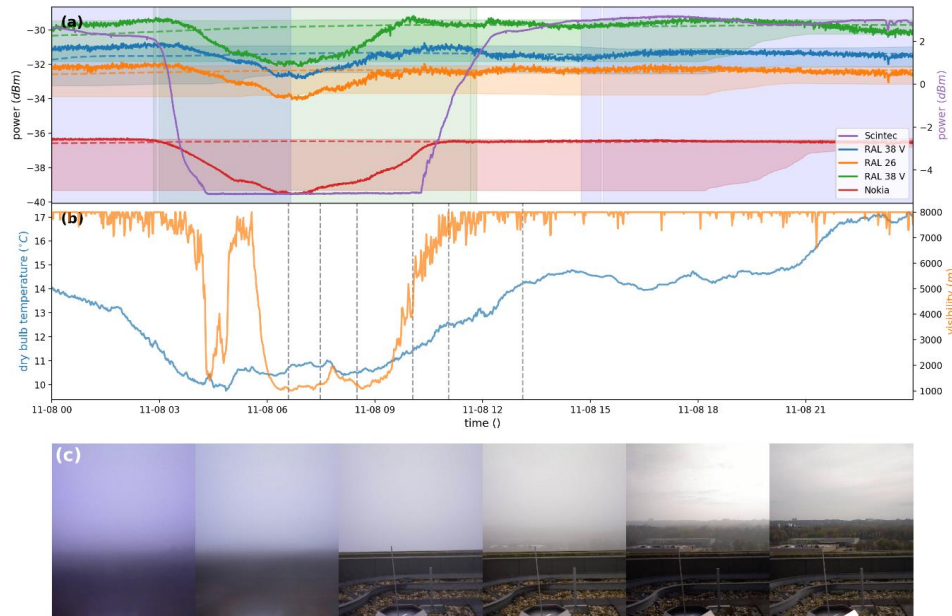 (a)
−30
−32
−34
−36
−38
−40
power (dBm)
2
0
−2
−4
power (dBm)
Scintec
RAL 38 V
RAL 26
RAL 38 V
Nokia
(b)
17
16
15
14
13
12
11
10
dry bulb temperature (°C)
8000
7000
6000
5000
4000
3000
2000
1000
visibility (m)
11-08 00
11-08 03
11-08 06
11-08 09
11-08 12
11-08 15
11-08 18
11-08 21
time ()
(c)